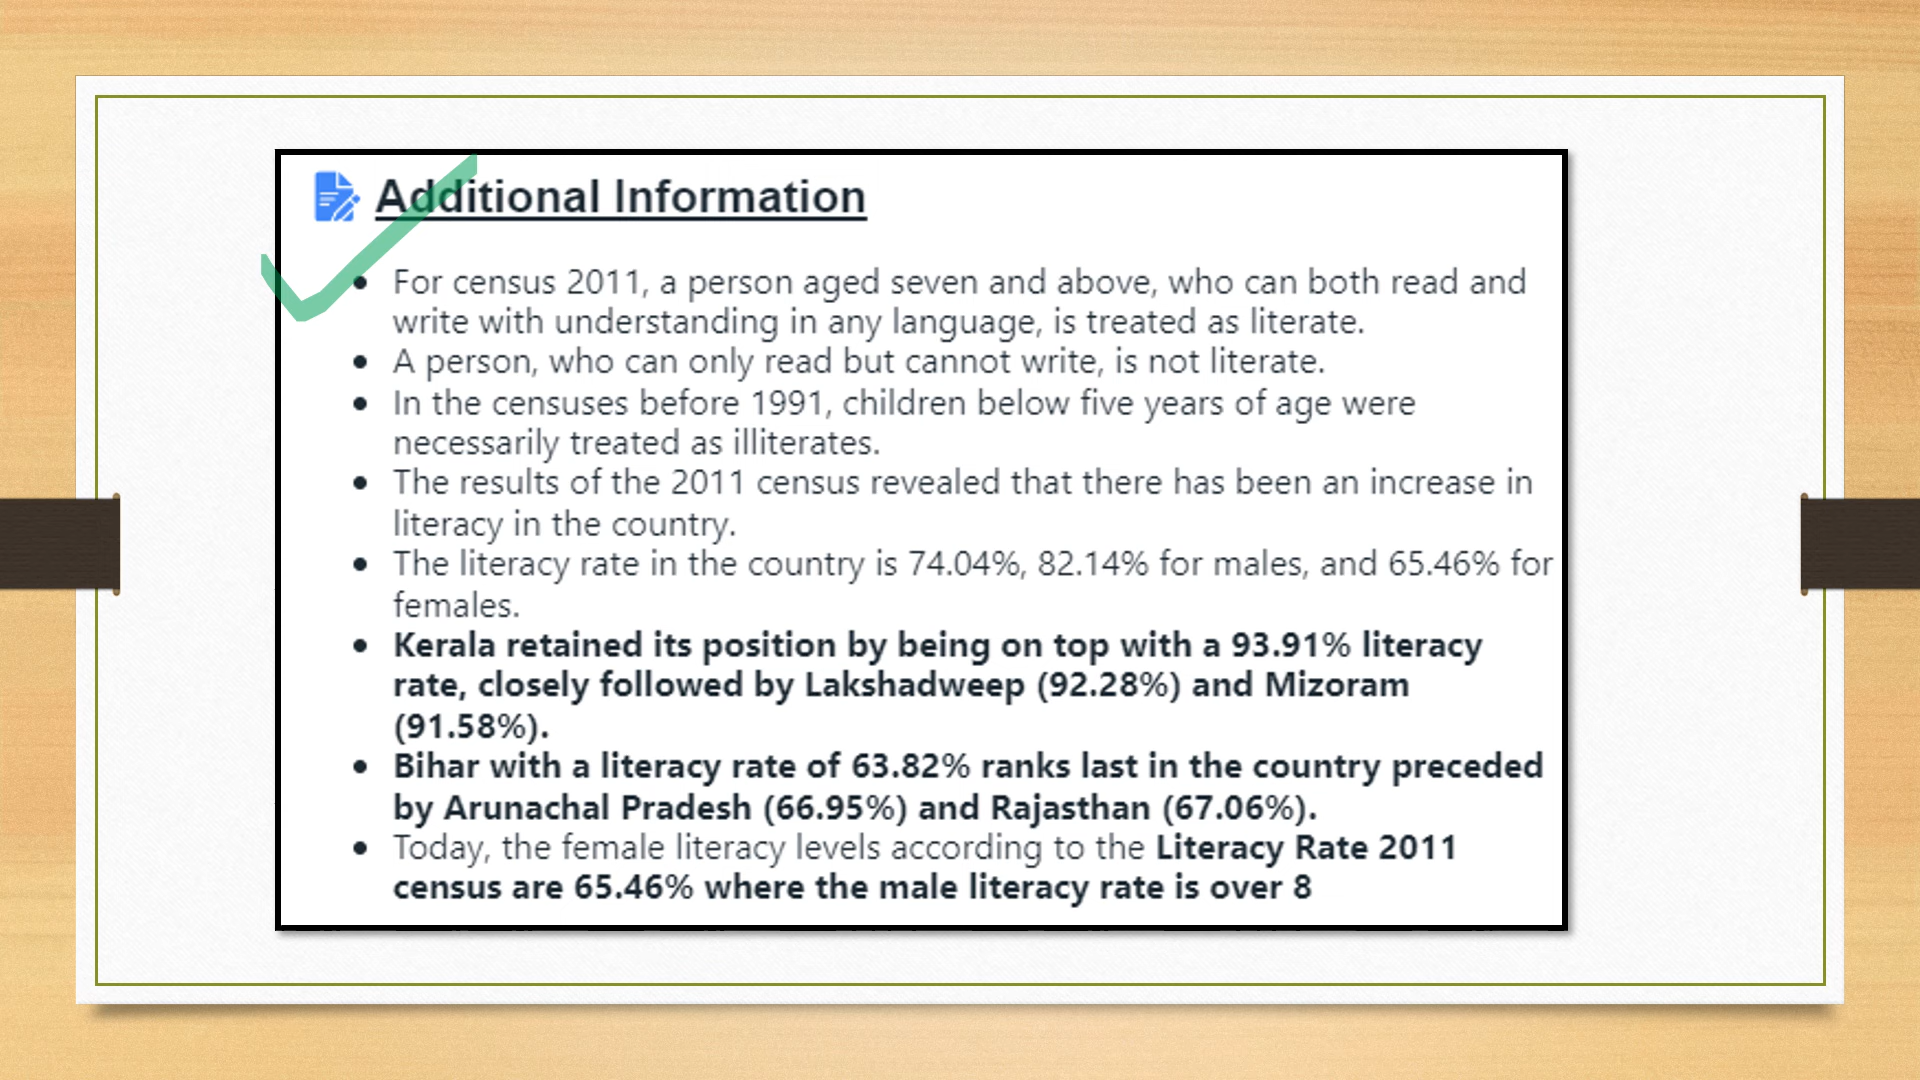 Additional Information
For census 2011, a person aged seven and above, who can both read and
write with understanding in any language, is treated as literate.
A person, who can only read but cannot write, is not literate.
In the censuses before 1991, children below five years of age were
necessarily treated as illiterates.
The results of the 2011 census revealed that there has been an increase in
literacy in the country.
The literacy rate in the country is 74.04%, 82.14% for males, and 65.46% for
females.
Kerala retained its position by being on top with a 93.91% literacy
rate, closely followed by Lakshadweep (92.28%) and Mizoram
(91.58%).
Bihar with a literacy rate of 63.82% ranks last in the country preceded
by Arunachal Pradesh (66.95%) and Rajasthan (67.06%).
Today, the female literacy levels according to the Literacy Rate 2011
census are 65.46% where the male literacy rate is over 8